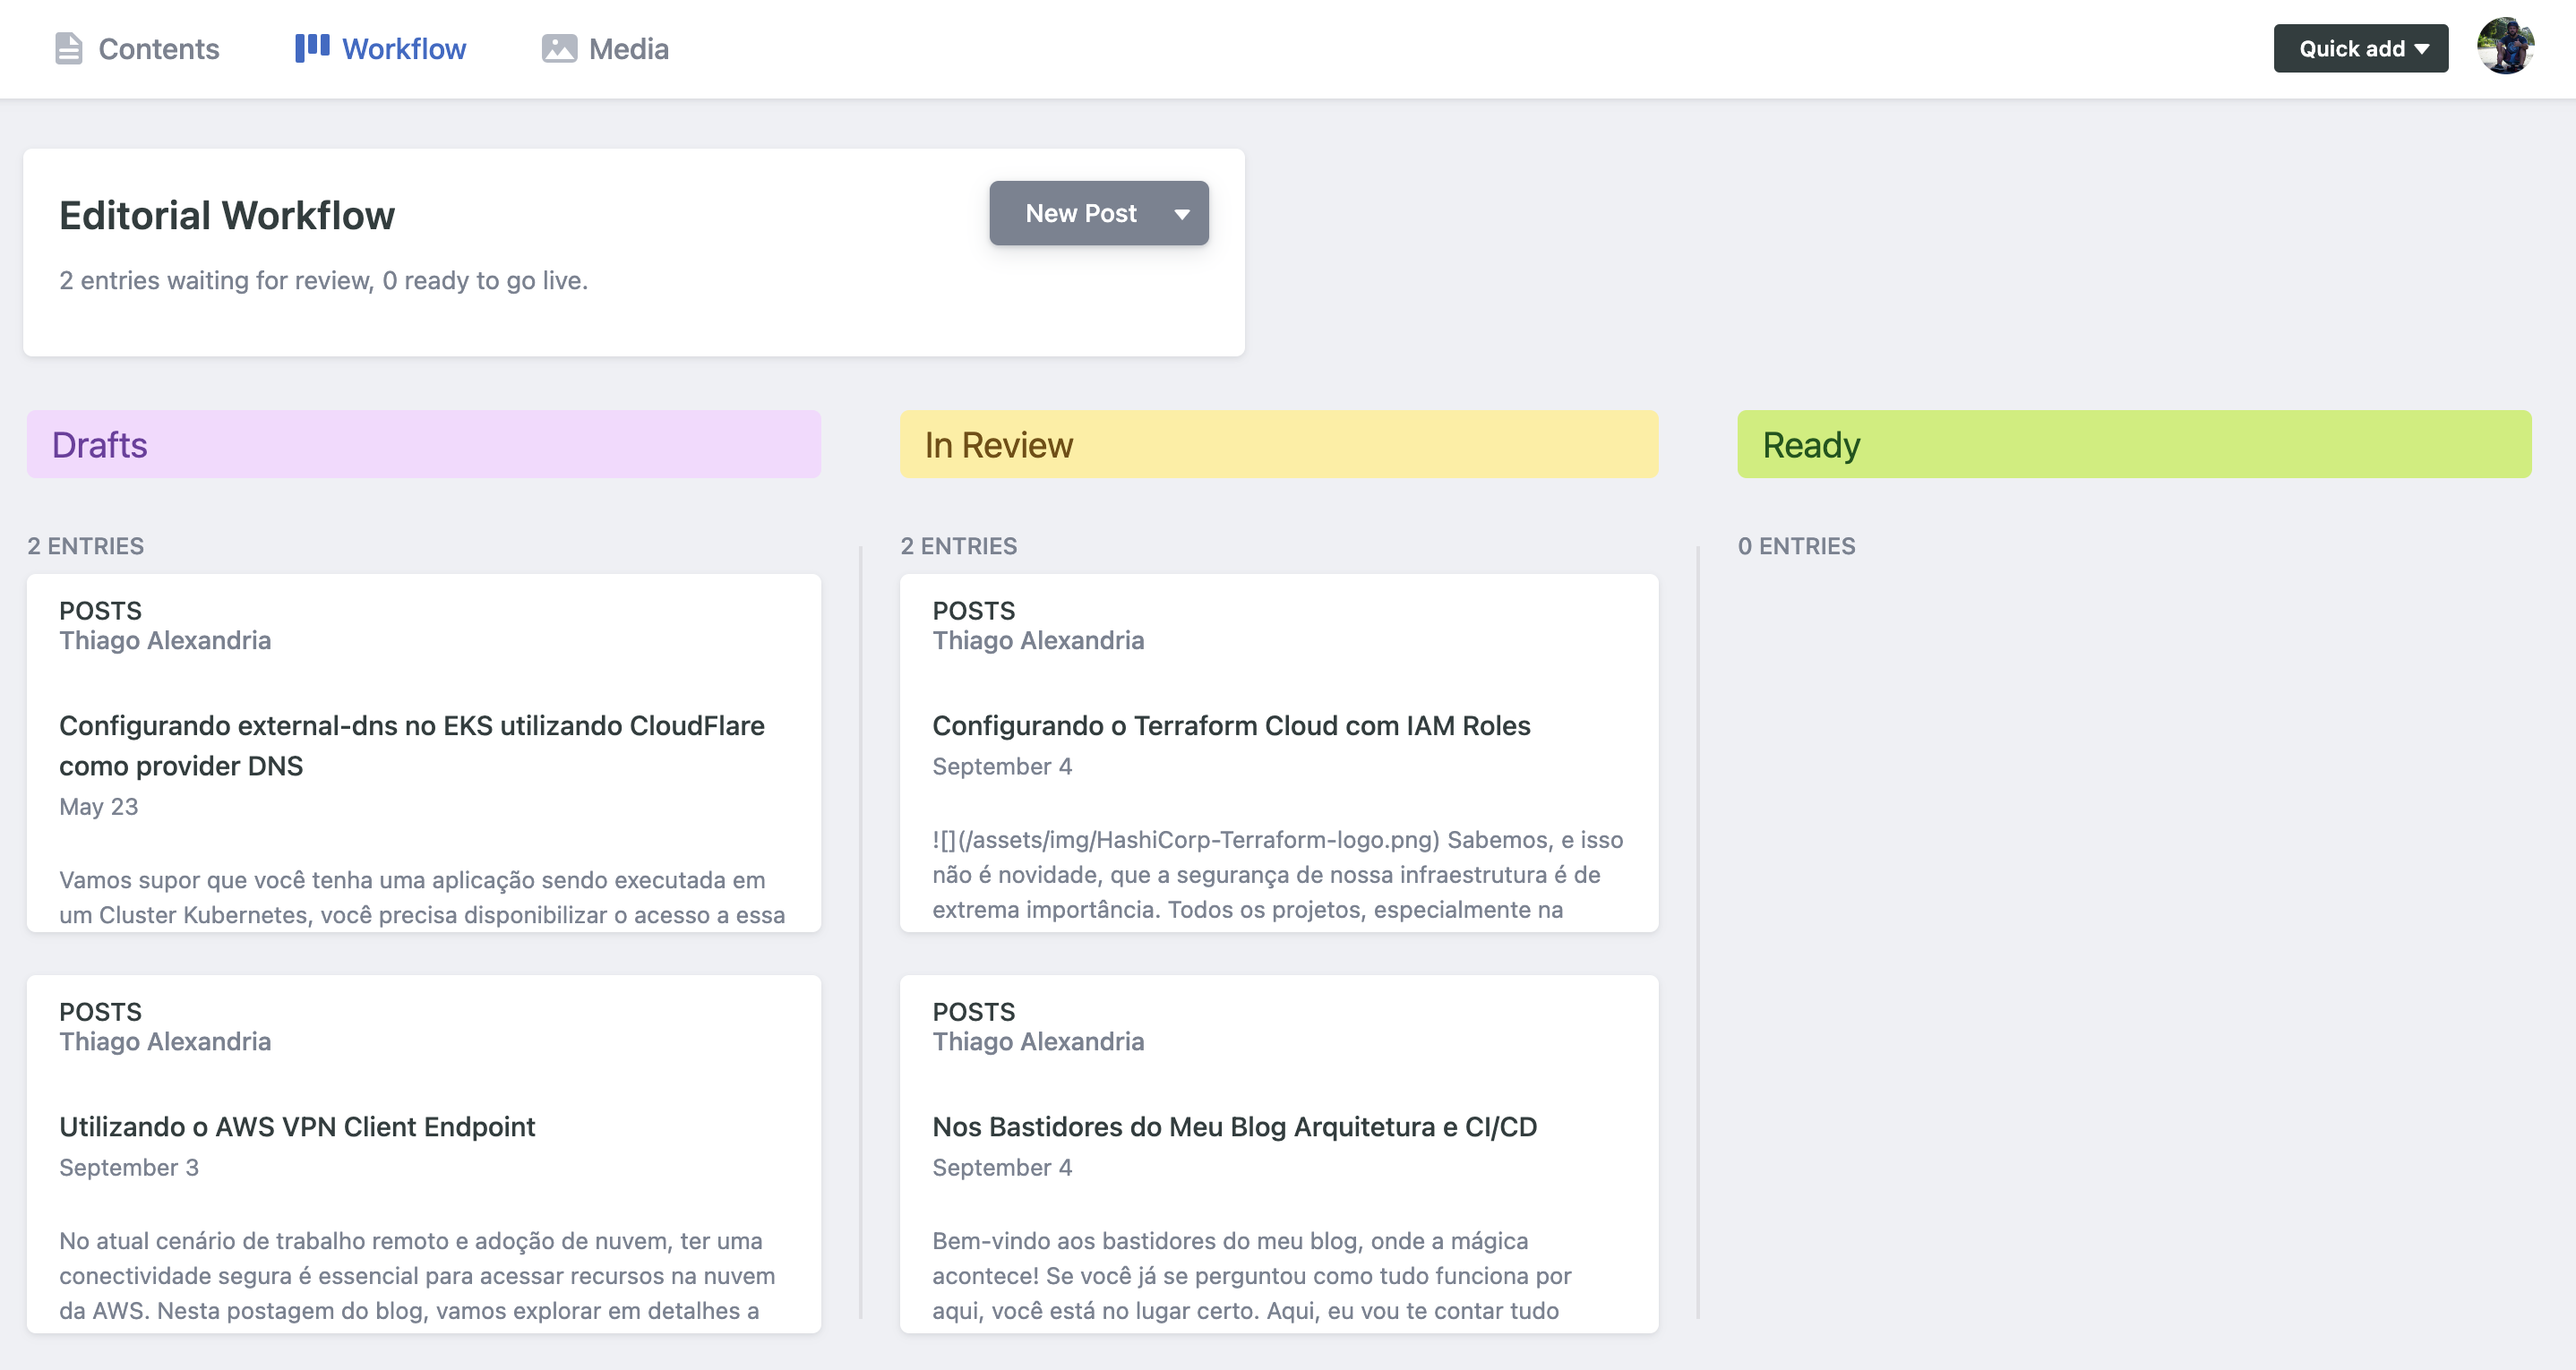 Contents
Workflow
Media
Quick add
Editorial Workflow
New Post
2 entries waiting for review, 0 ready to go live.
Drafts
2 ENTRIES
POSTS
Thiago Alexandria
Configurando external-dns no EKS utilizando CloudFlare
como provider DNS
May 23
Vamos supor que você tenha uma aplicação sendo executada em
um Cluster Kubernetes, você precisa disponibilizar o acesso a essa
POSTS
Thiago Alexandria
Utilizando o AWS VPN Client Endpoint
September 3
No atual cenário de trabalho remoto e adoção de nuvem, ter uma
conectividade segura é essencial para acessar recursos na nuvem
da AWS. Nesta postagem do blog, vamos explorar em detalhes a
In Review
2 ENTRIES
POSTS
Thiago Alexandria
Configurando o Terraform Cloud com IAM Roles
September 4
![](/assets/img/HashiCorp-Terraform-logo.png) Sabemos, e isso
não é novidade, que a segurança de nossa infraestrutura é de
extrema importância. Todos os projetos, especialmente na
POSTS
Thiago Alexandria
Nos Bastidores do Meu Blog Arquitetura e CI/CD
September 4
Bem-vindo aos bastidores do meu blog, onde a mágica
acontece! Se você já se perguntou como tudo funciona por
aqui, você está no lugar certo. Aqui, eu vou te contar tudo
Ready
0 ENTRIES